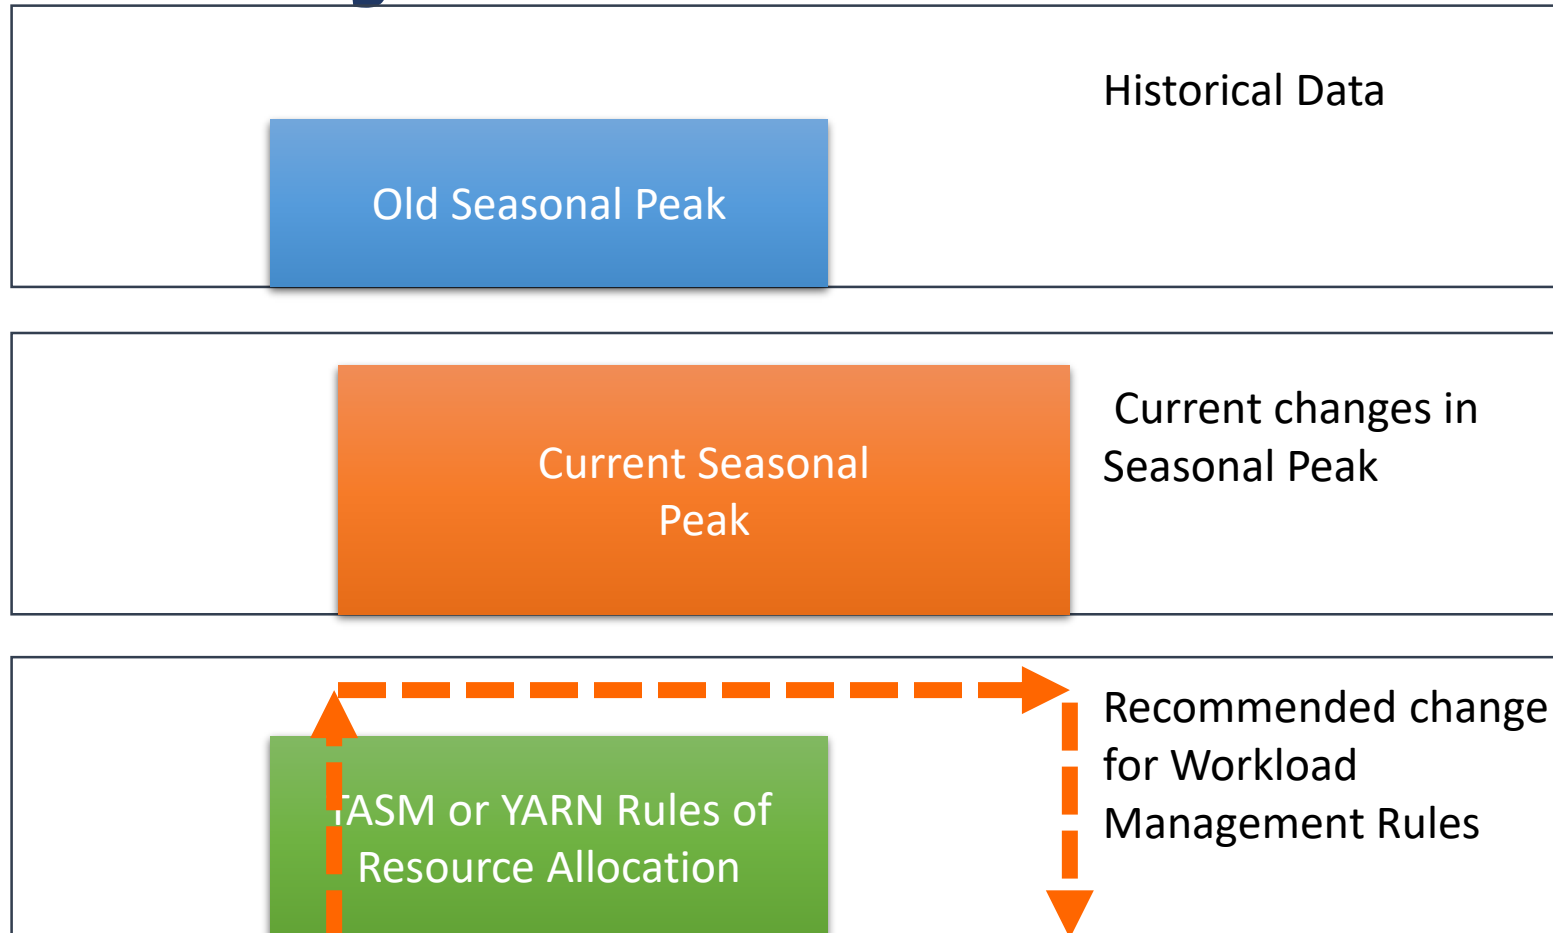 Historical Data
Old Seasonal Peak
Current changes in
Seasonal Peak
Current Seasonal
Peak
Recommended change
for Workload
Management Rules
TASM or YARN Rules of
Resource Allocation